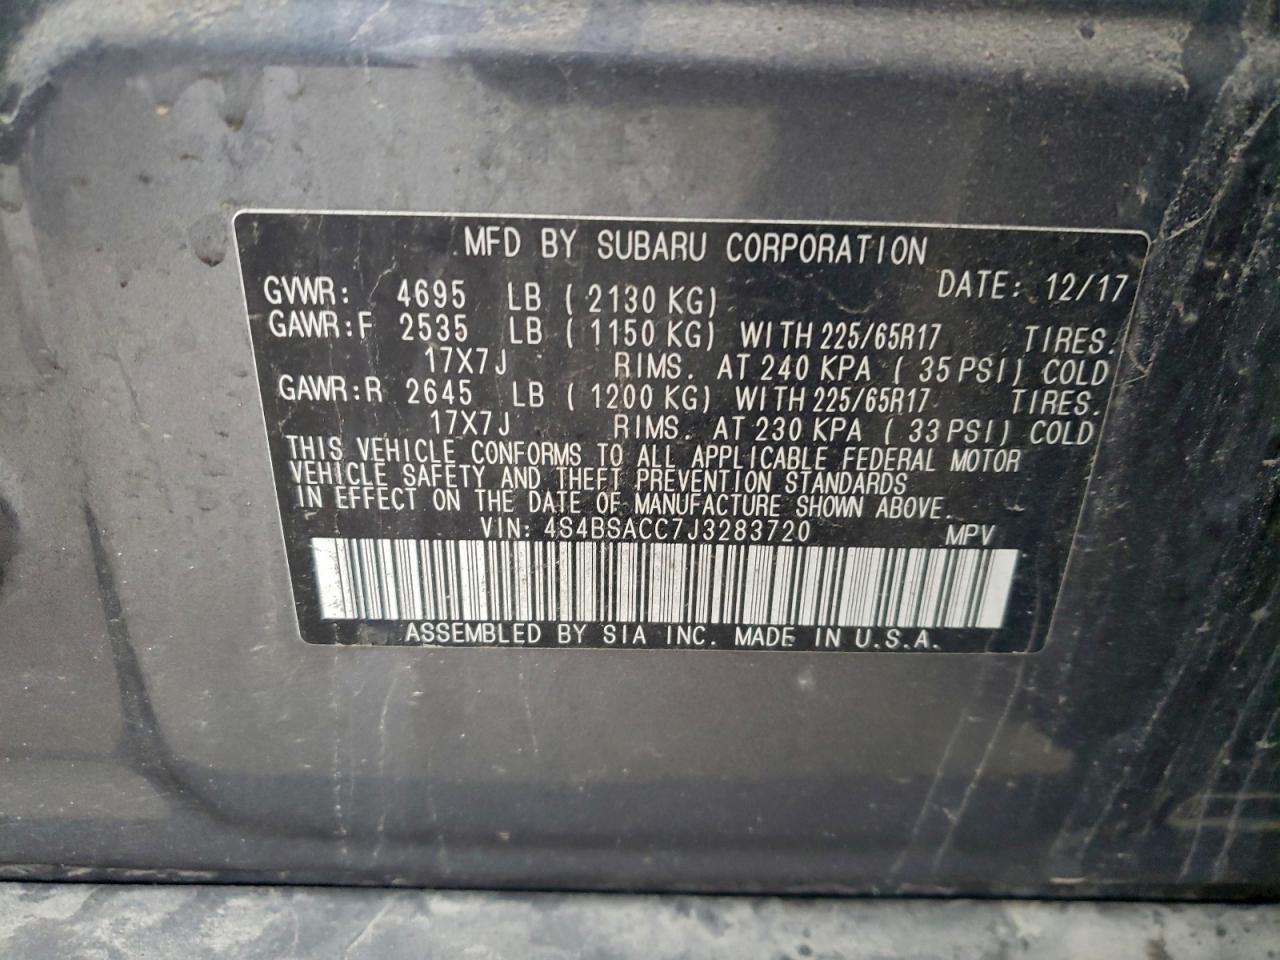 MFD BY SUBARU CORPORATION
DATE: 12/17
GVWR: 4695 LB (2130 KG)
GAWR:F 2535 LB (1150 KG) WITH 225/65R17 TIRES.
17X7J RIMS. AT 240 KPA (35 PSI) COLD
GAWR:R 2645 LB (1200 KG) WITH 225/65R17 TIRES.
17X7J RIMS. AT 230 KPA (33 PSI) COLD
THIS VEHICLE CONFORMS TO ALL APPLICABLE FEDERAL MOTOR
VEHICLE SAFETY AND THEFT PREVENTION STANDARDS
IN EFFECT ON THE DATE OF MANUFACTURE SHOWN ABOVE.
VIN: 4S4BSACC7J3283720 MPV
ASSEMBLED BY SIA INC. MADE IN U.S.A.